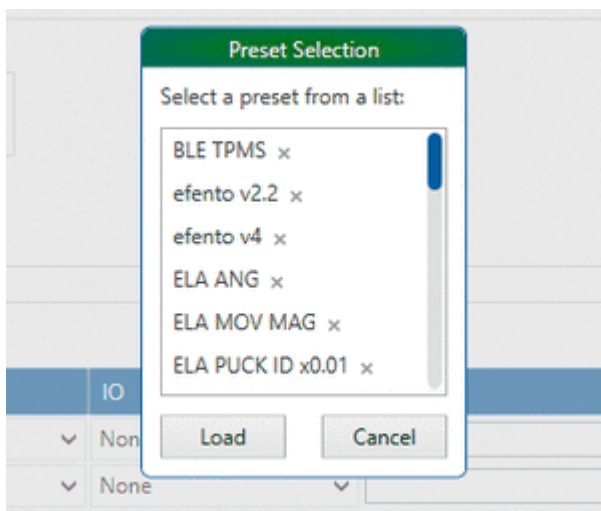 Preset Selection
Select a preset from a list:
BLE TPMS ×
efento v2.2 ×
efento v4 ×
ELA ANG ×
ELA MOV MAG ×
ELA PUCK ID x0.01 ×
IO
Load Cancel
Non
None